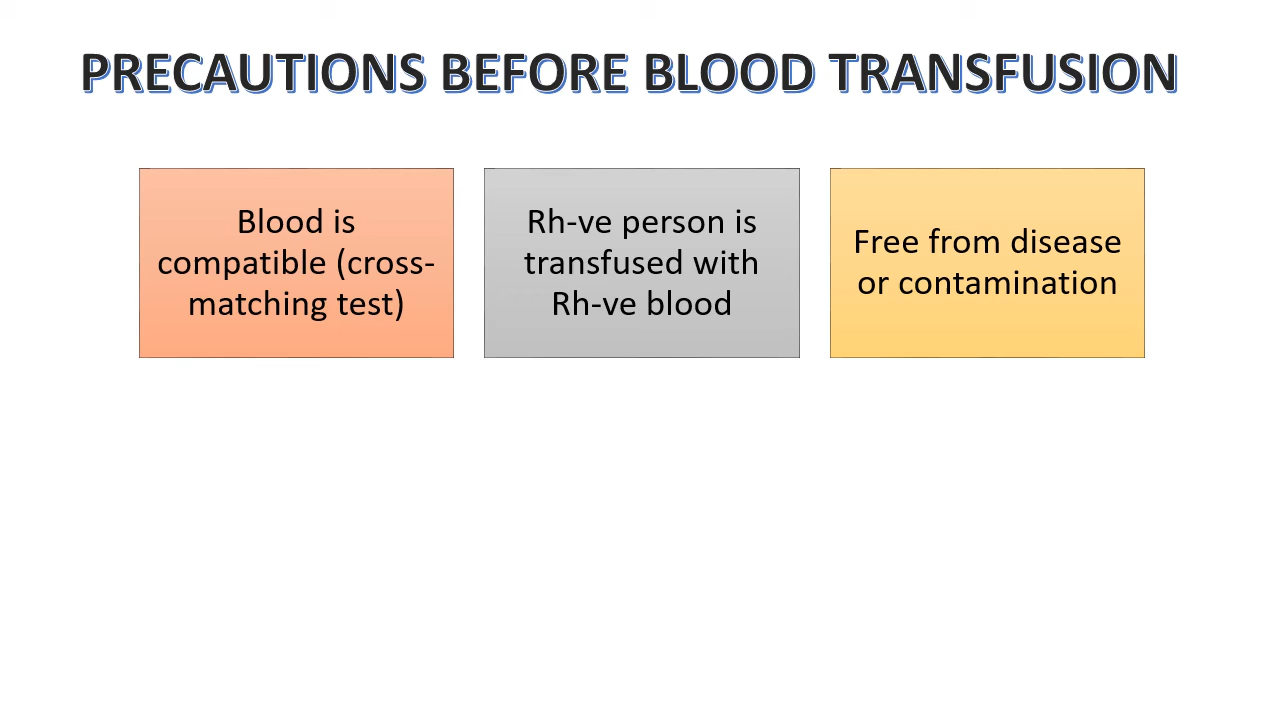 PRECAUTIONS BEFORE BLOOD TRANSFUSION
Blood is
compatible (cross-
matching test)
Rh-ve person is
transfused with
Rh-ve blood
Free from disease
or contamination